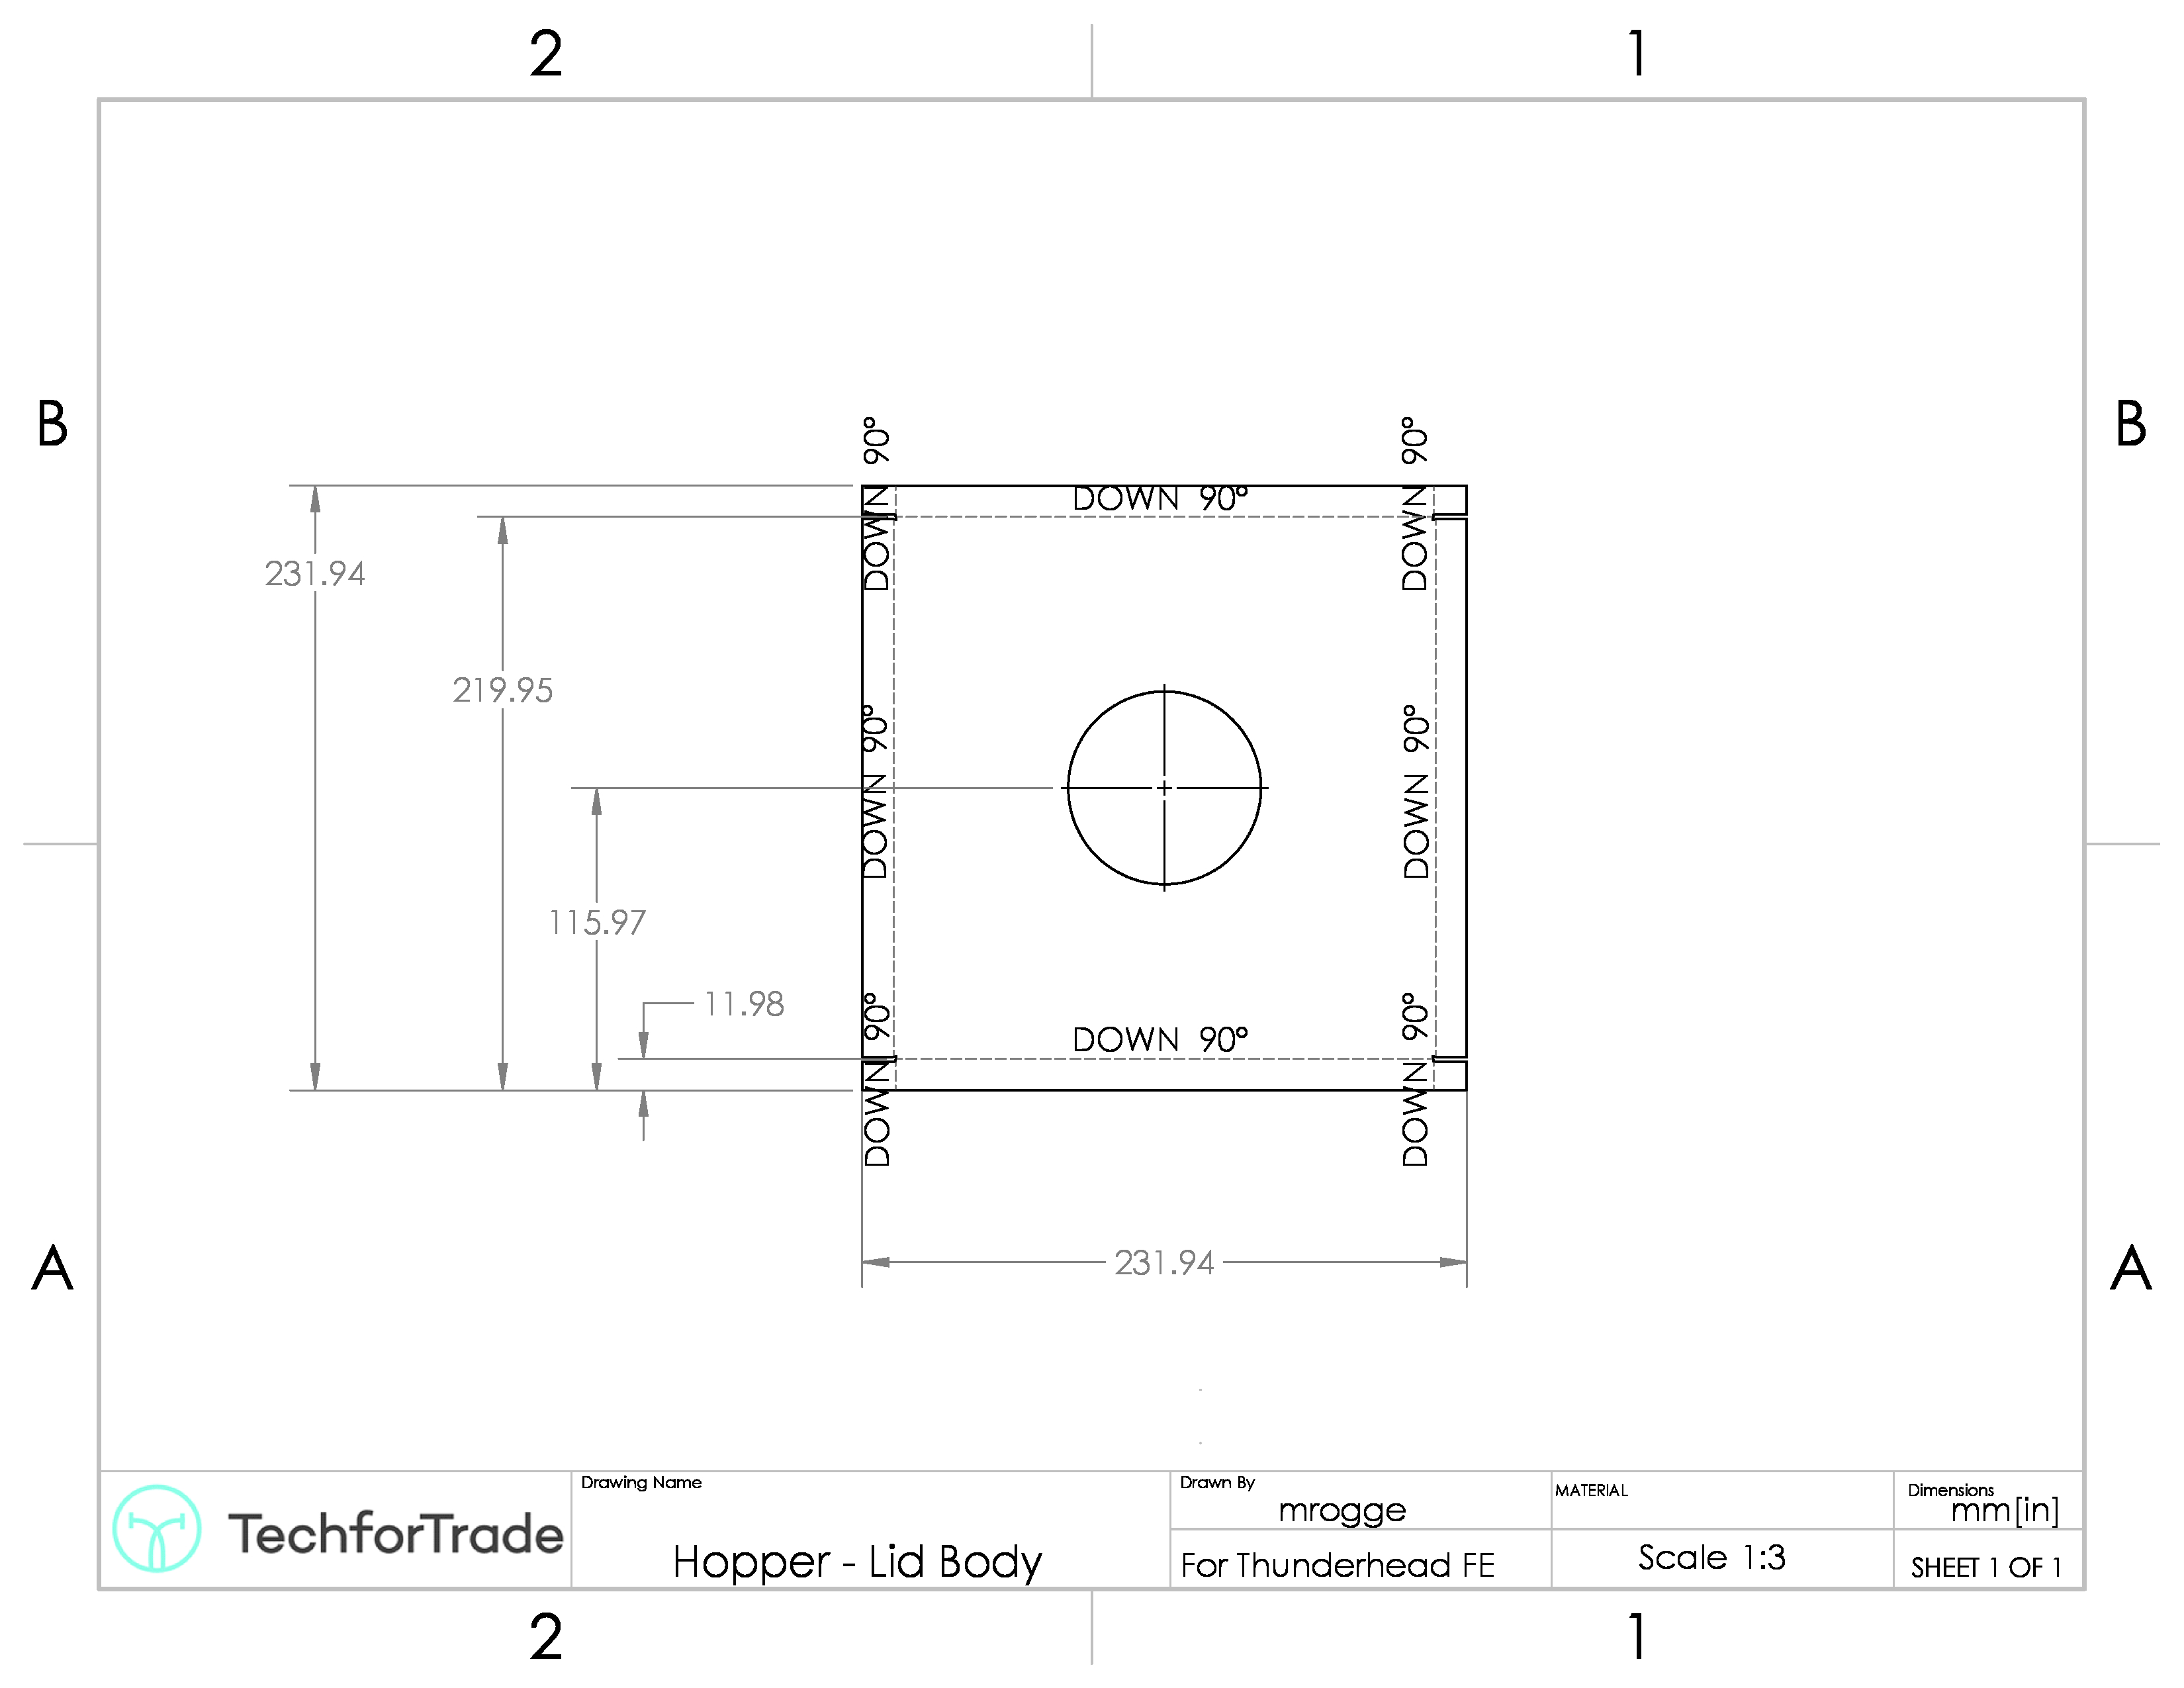 2 1
B B
90° 90°
DOWN DOWN 90° DOWN
231.94
219.95
DOWN 90° DOWN 90°
115.97
11.98
90° DOWN 90° 90°
DOWN DOWN
231.94
A A
TechforTrade
Drawing Name
Hopper - Lid Body
Drawn By
mrogge
For Thunderhead FE
MATERIAL
Scale 1:3
Dimensions
mm[in]
SHEET 1 OF 1
2 1